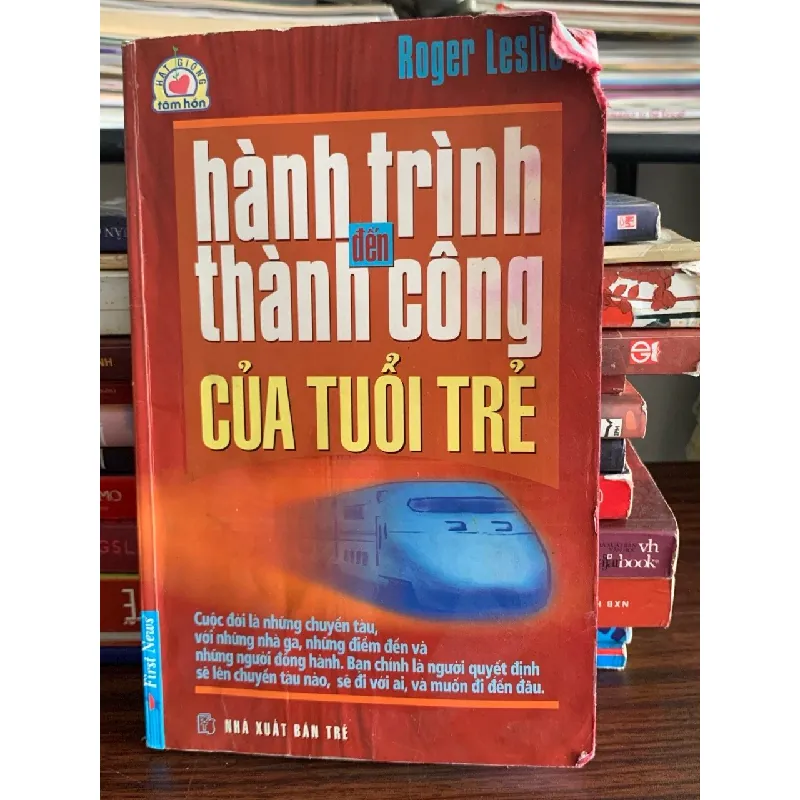 HẠT GIỐNG
tâm hồn
Roger Leslie
hành trình
đến
thành công
CỦA TUỔI TRẺ
Cuộc đời là những chuyến tàu,
với những nhà ga, những điểm đến và
những người đồng hành. Bạn chính là người quyết định
sẽ lên chuyến tàu nào, sẽ đi với ai, và muốn đi đến đâu.
First News
NHÀ XUẤT BẢN TRẺ
vh
book
NXB